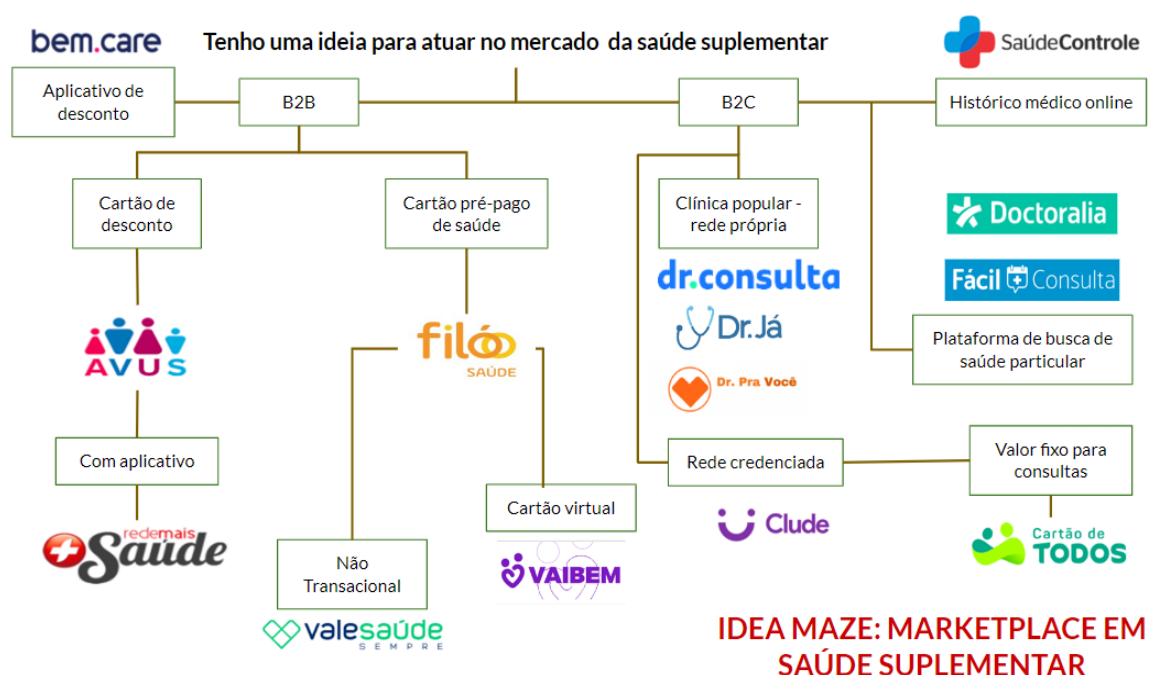 bem.care
Tenho uma ideia para atuar no mercado da saúde suplementar
SaúdeControle
Aplicativo de
desconto
B2B
B2C
Histórico médico online
Cartão de
desconto
Cartão pré-pago
de saúde
Clínica popular -
rede própria
Doctoralia
dr.consulta
Fácil Consulta
AVUS
filóo
SAÚDE
Dr.Já
Plataforma de busca de
saúde particular
Dr. Pra Você
Com aplicativo
Rede credenciada
Valor fixo para
consultas
Cartão virtual
Clude
redemais
Saúde
Cartão de
TODOS
Não
Transacional
VAIBEM
valesaúde
SEMPRE
IDEA MAZE: MARKETPLACE EM
SAÚDE SUPLEMENTAR